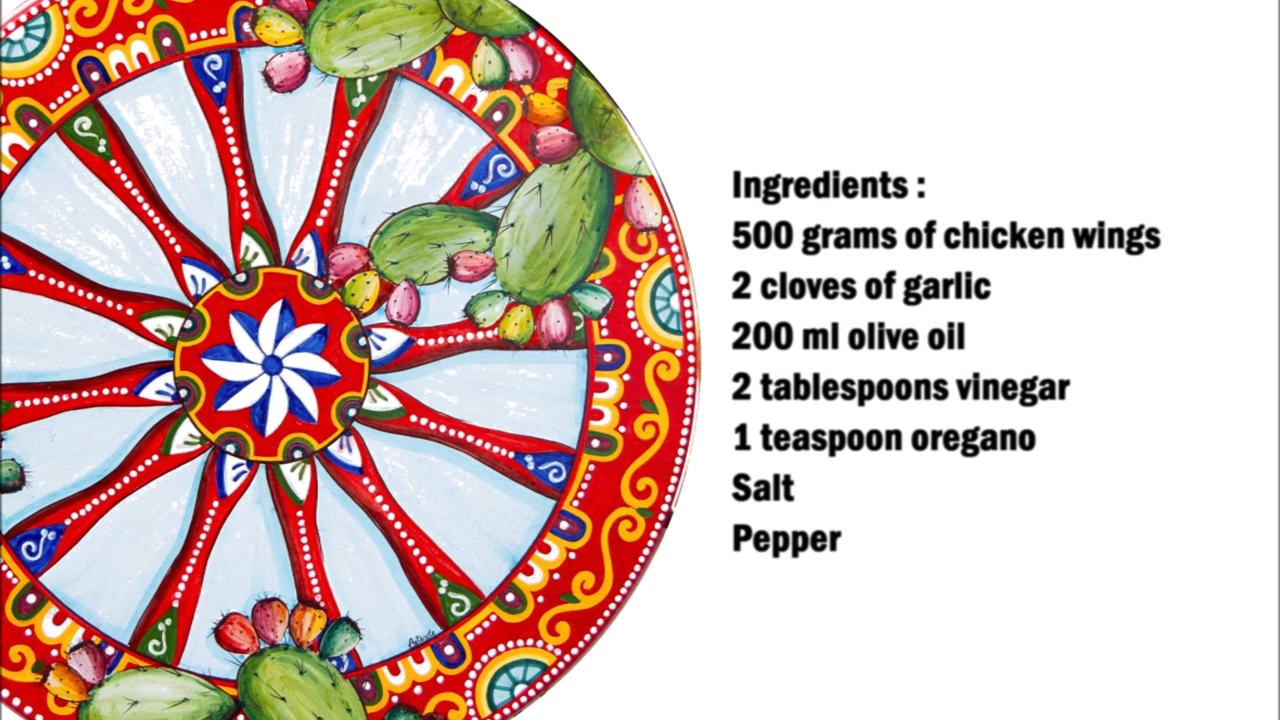 Ingredients :
500 grams of chicken wings
2 cloves of garlic
200 ml olive oil
2 tablespoons vinegar
1 teaspoon oregano
Salt
Pepper